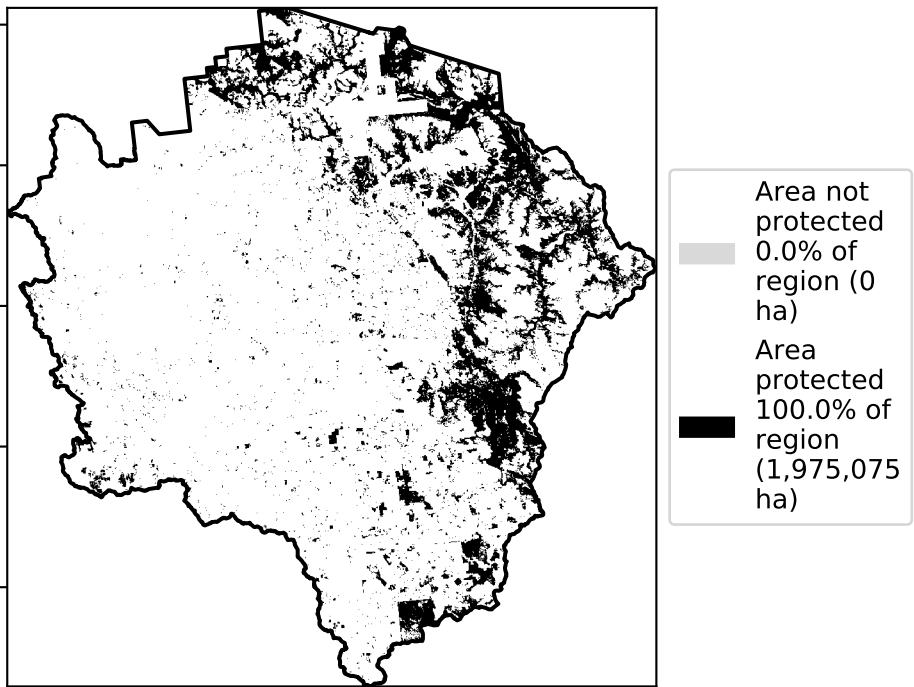 Area not
protected
0.0% of
region (0
ha)
Area
protected
100.0% of
region
(1,975,075
ha)